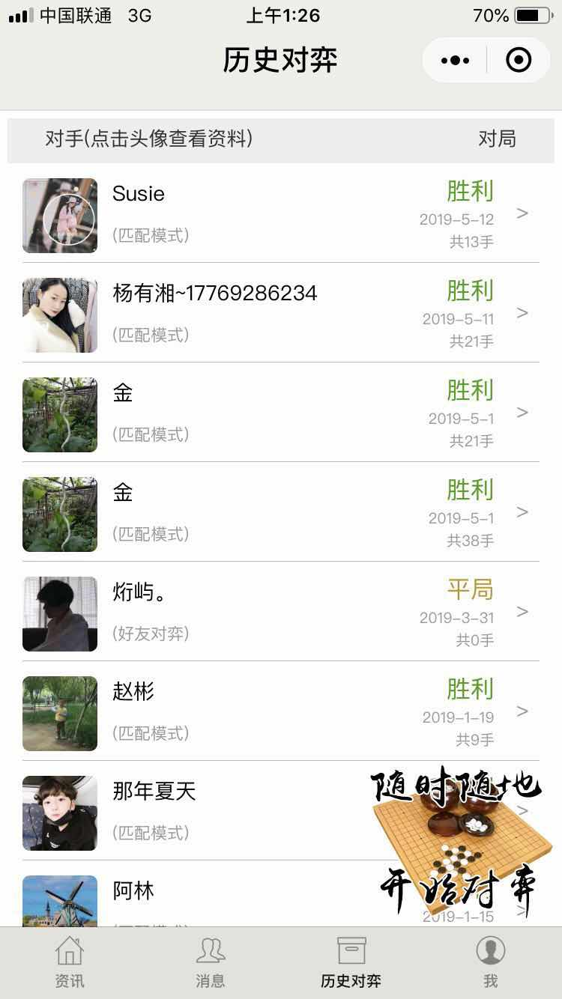 中国联通 3G 上午1:26 70%
历史对弈
对手(点击头像查看资料) 对局
Susie 胜利
2019-5-12
(匹配模式)
共13手
杨有湘~17769286234 胜利
2019-5-11
(匹配模式)
共21手
金 胜利
2019-5-1
(匹配模式)
共21手
金 胜利
2019-5-1
(匹配模式)
共38手
烆屿。 平局
2019-3-31
(好友对弈)
共0手
赵彬 胜利
2019-1-19
(匹配模式)
共9手
随时随地
那年夏天
(匹配模式)
开始对弈
阿林
2019-1-15
资讯 消息 历史对弈 我